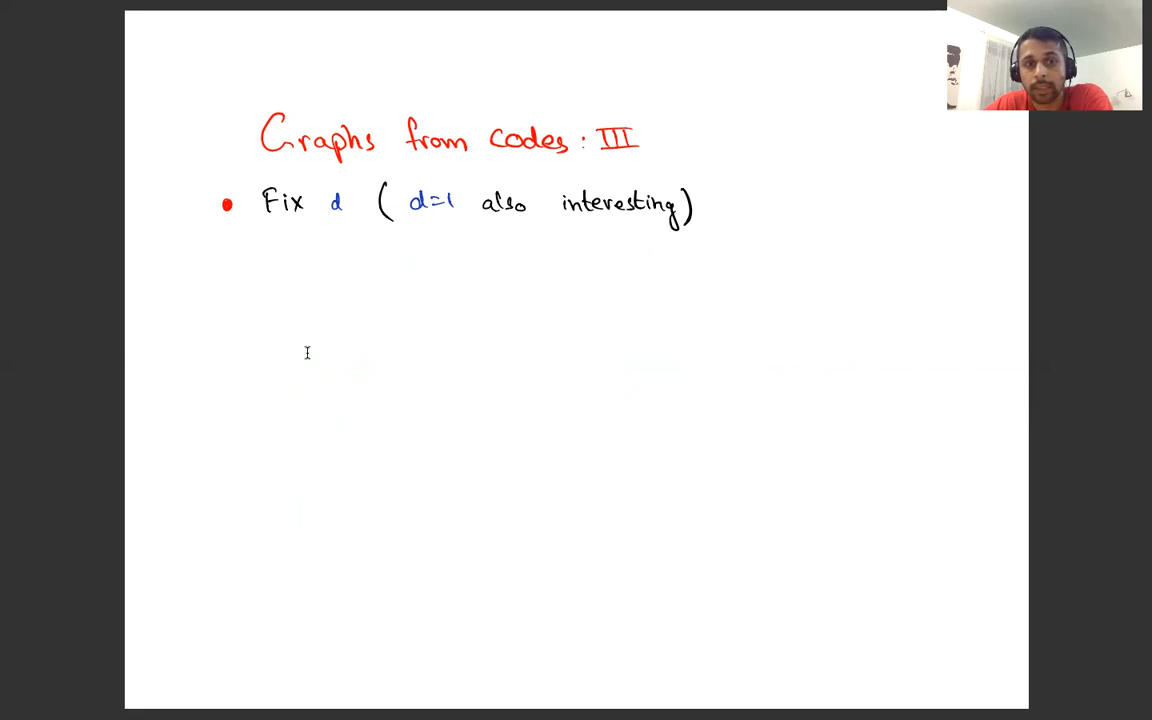 Graphs from codes: III
• Fix d (d=1 also interesting)